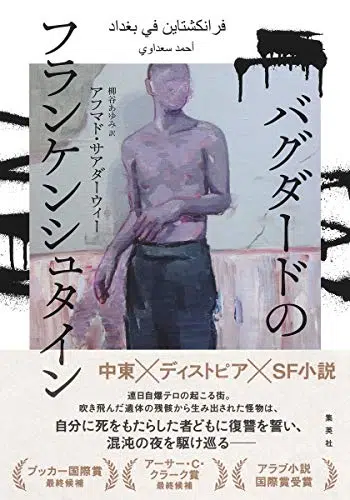 فرانكشتاين في بغداد
أحمد سعداوي
バグダードの
フランケンシュタイン
アフマド・サアダーウィー
柳谷あゆみ 訳
中東×ディストピア×SF小説
連日自爆テロの起こる街。
吹き飛んだ遺体の残骸から生み出された怪物は、
自分に死をもたらした者どもに復讐を誓い、
混沌の夜を駆け巡る——
集英社
ブッカー国際賞
最終候補
アーサー・C・
クラーク賞
最終候補
アラブ小説
国際賞受賞